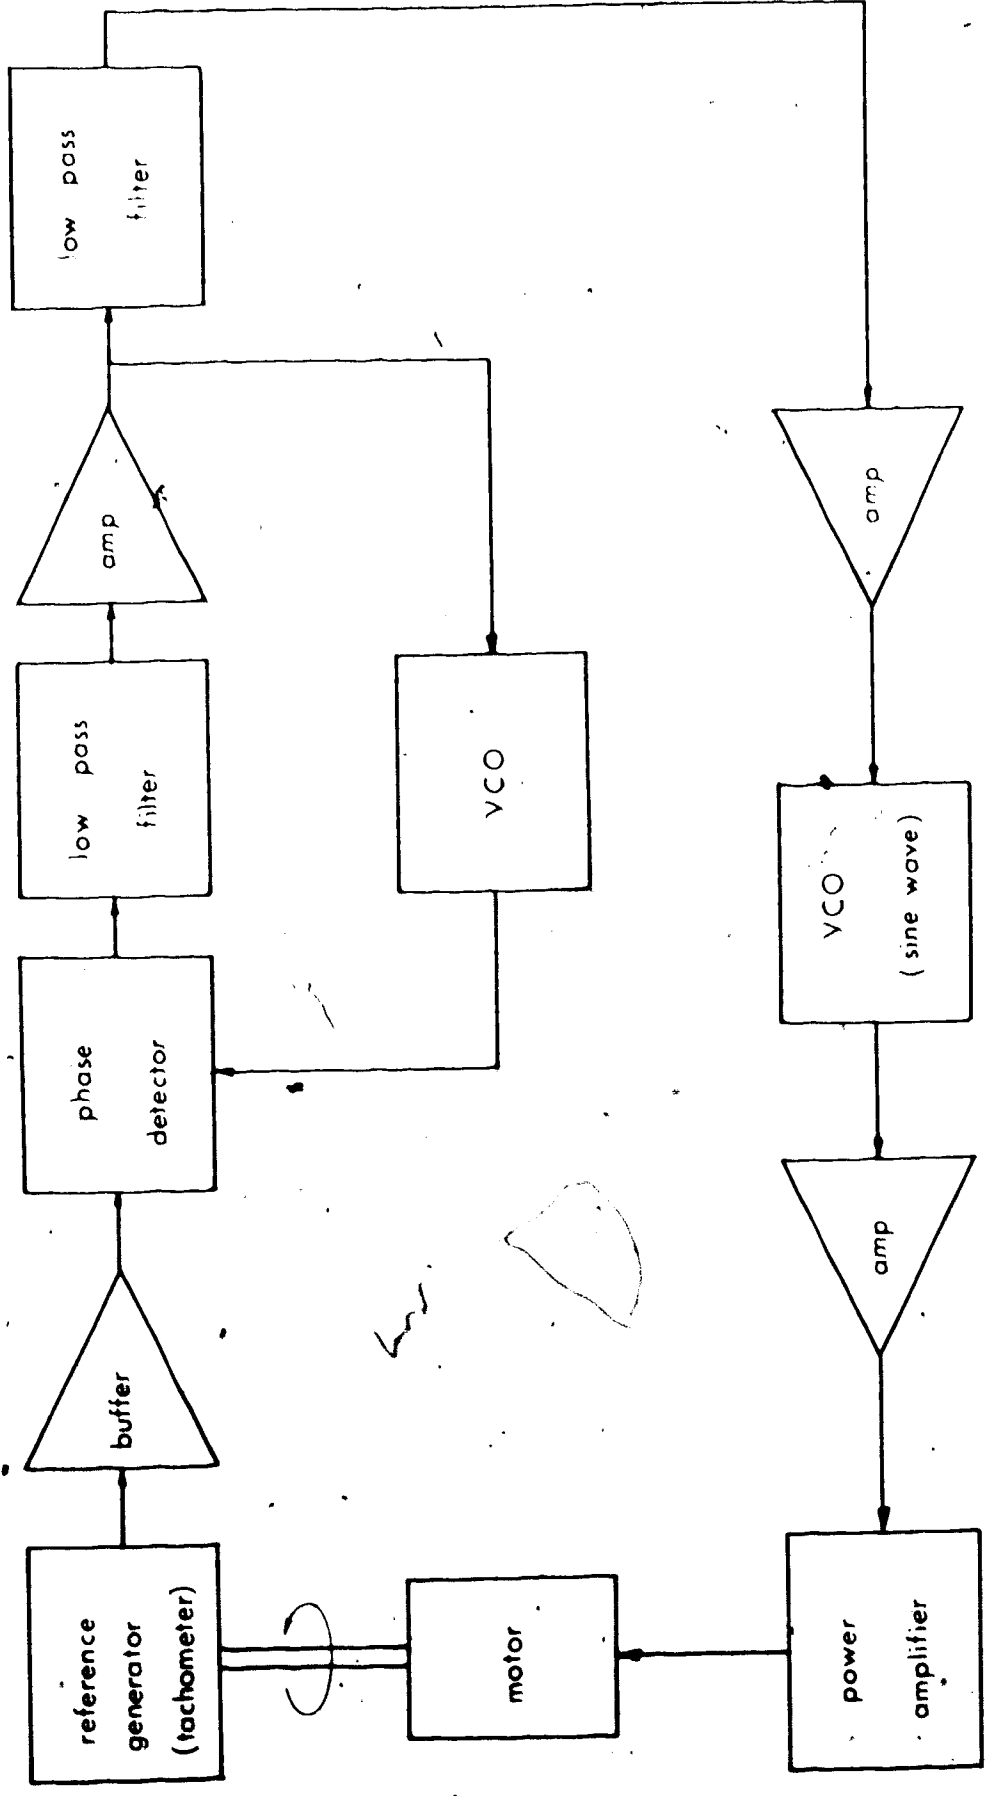 reference
generator
(tachometer)
buffer
phase
detector
low pass
filter
amp
low pass
filter
VCO
motor
power
amplifier
amp
VCO
(sine wave)
amp